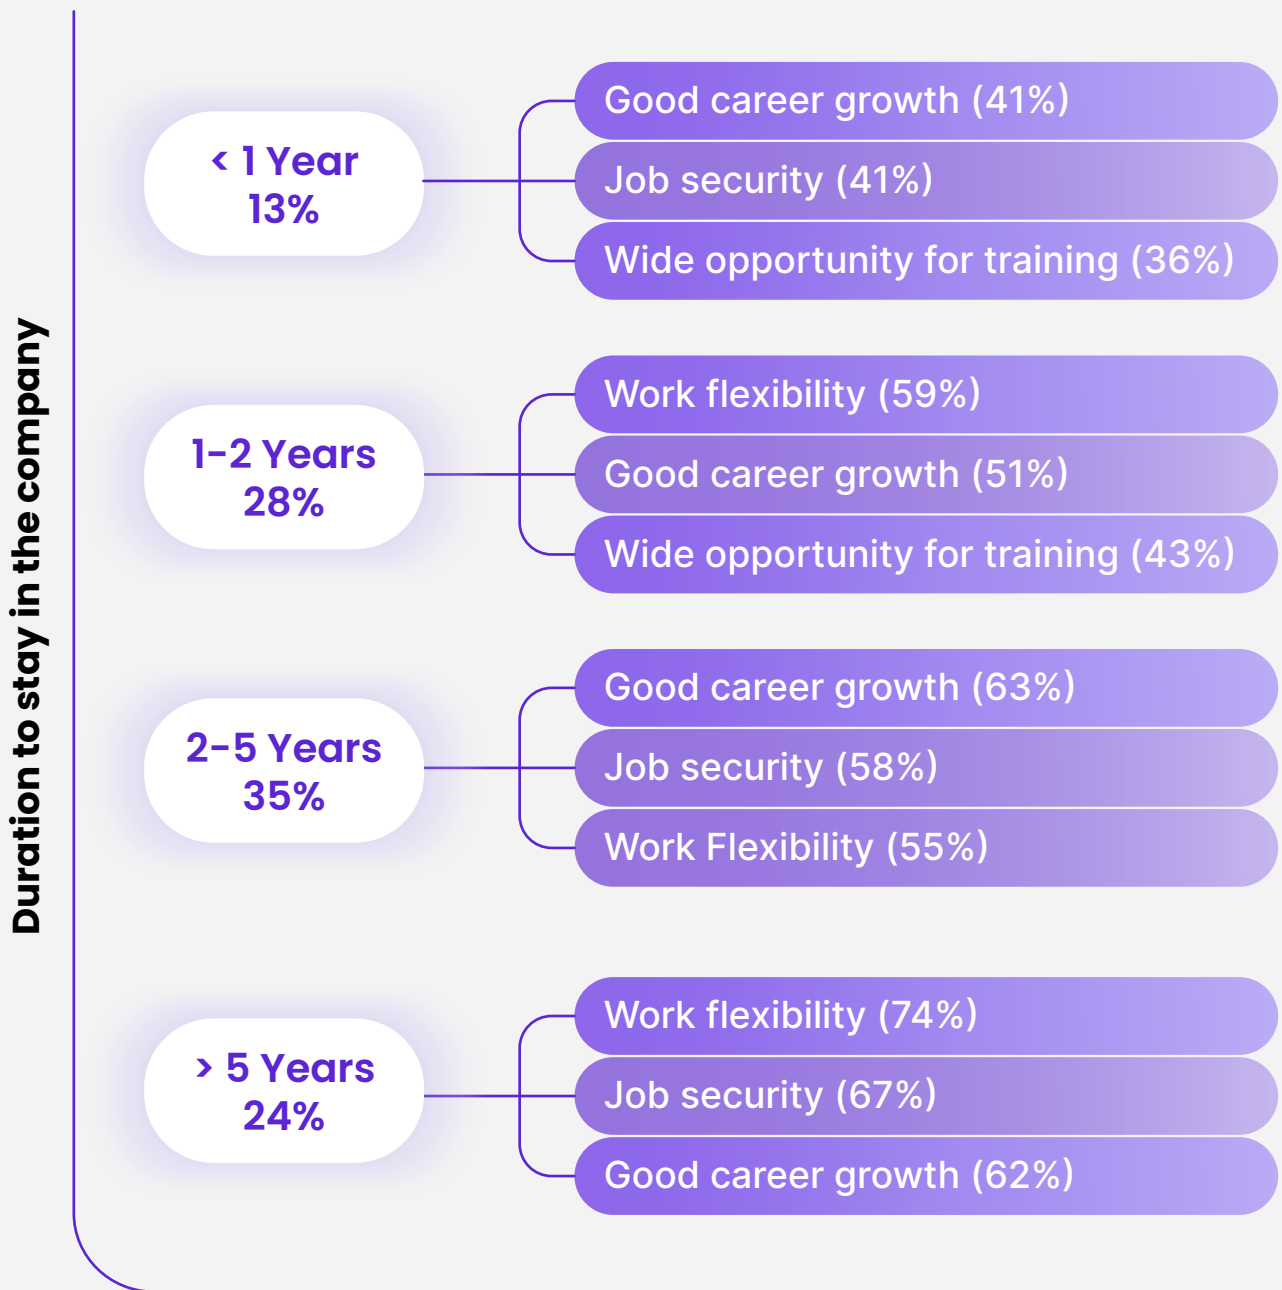 Duration to stay in the company
< 1 Year
13%
Good career growth (41%)
Job security (41%)
Wide opportunity for training (36%)
1-2 Years
28%
Work flexibility (59%)
Good career growth (51%)
Wide opportunity for training (43%)
2-5 Years
35%
Good career growth (63%)
Job security (58%)
Work Flexibility (55%)
> 5 Years
24%
Work flexibility (74%)
Job security (67%)
Good career growth (62%)